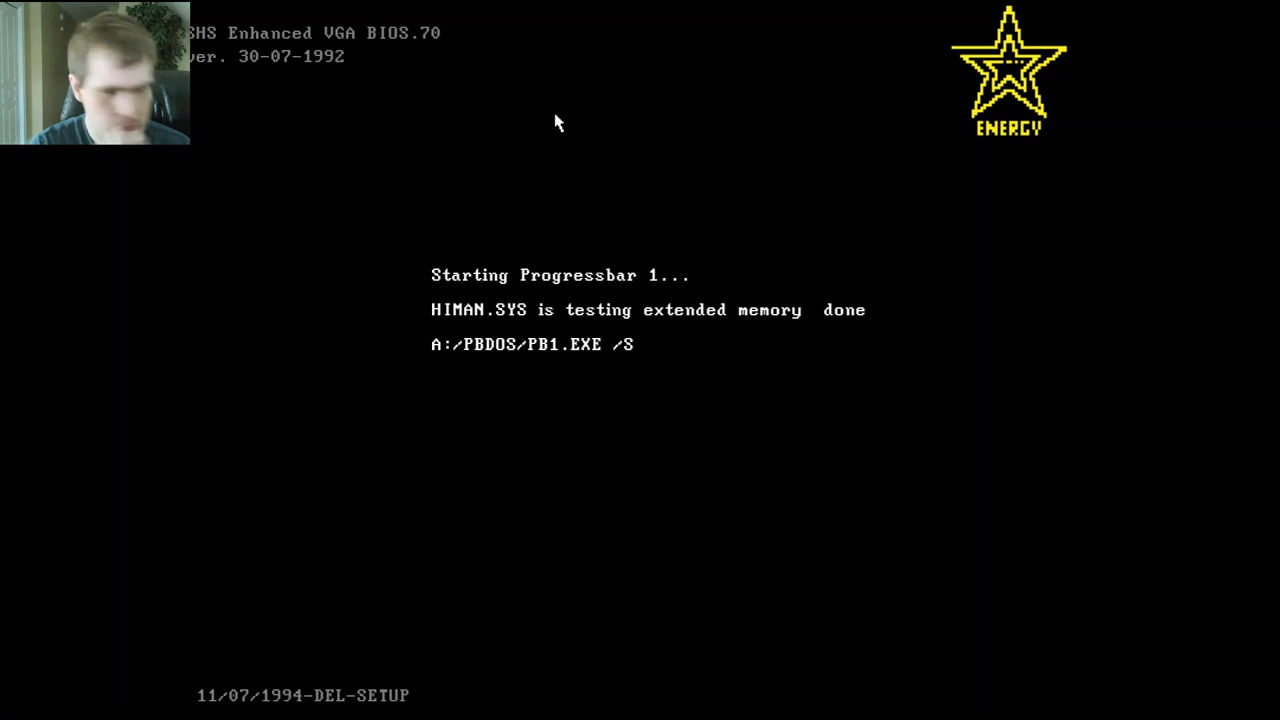 SHS Enhanced VGA BIOS.70
ver. 30-07-1992
ENERGY
Starting Progressbar 1...
HIMAN.SYS is testing extended memory  done
A:/PBDOS/PB1.EXE /S
11/07/1994-DEL-SETUP